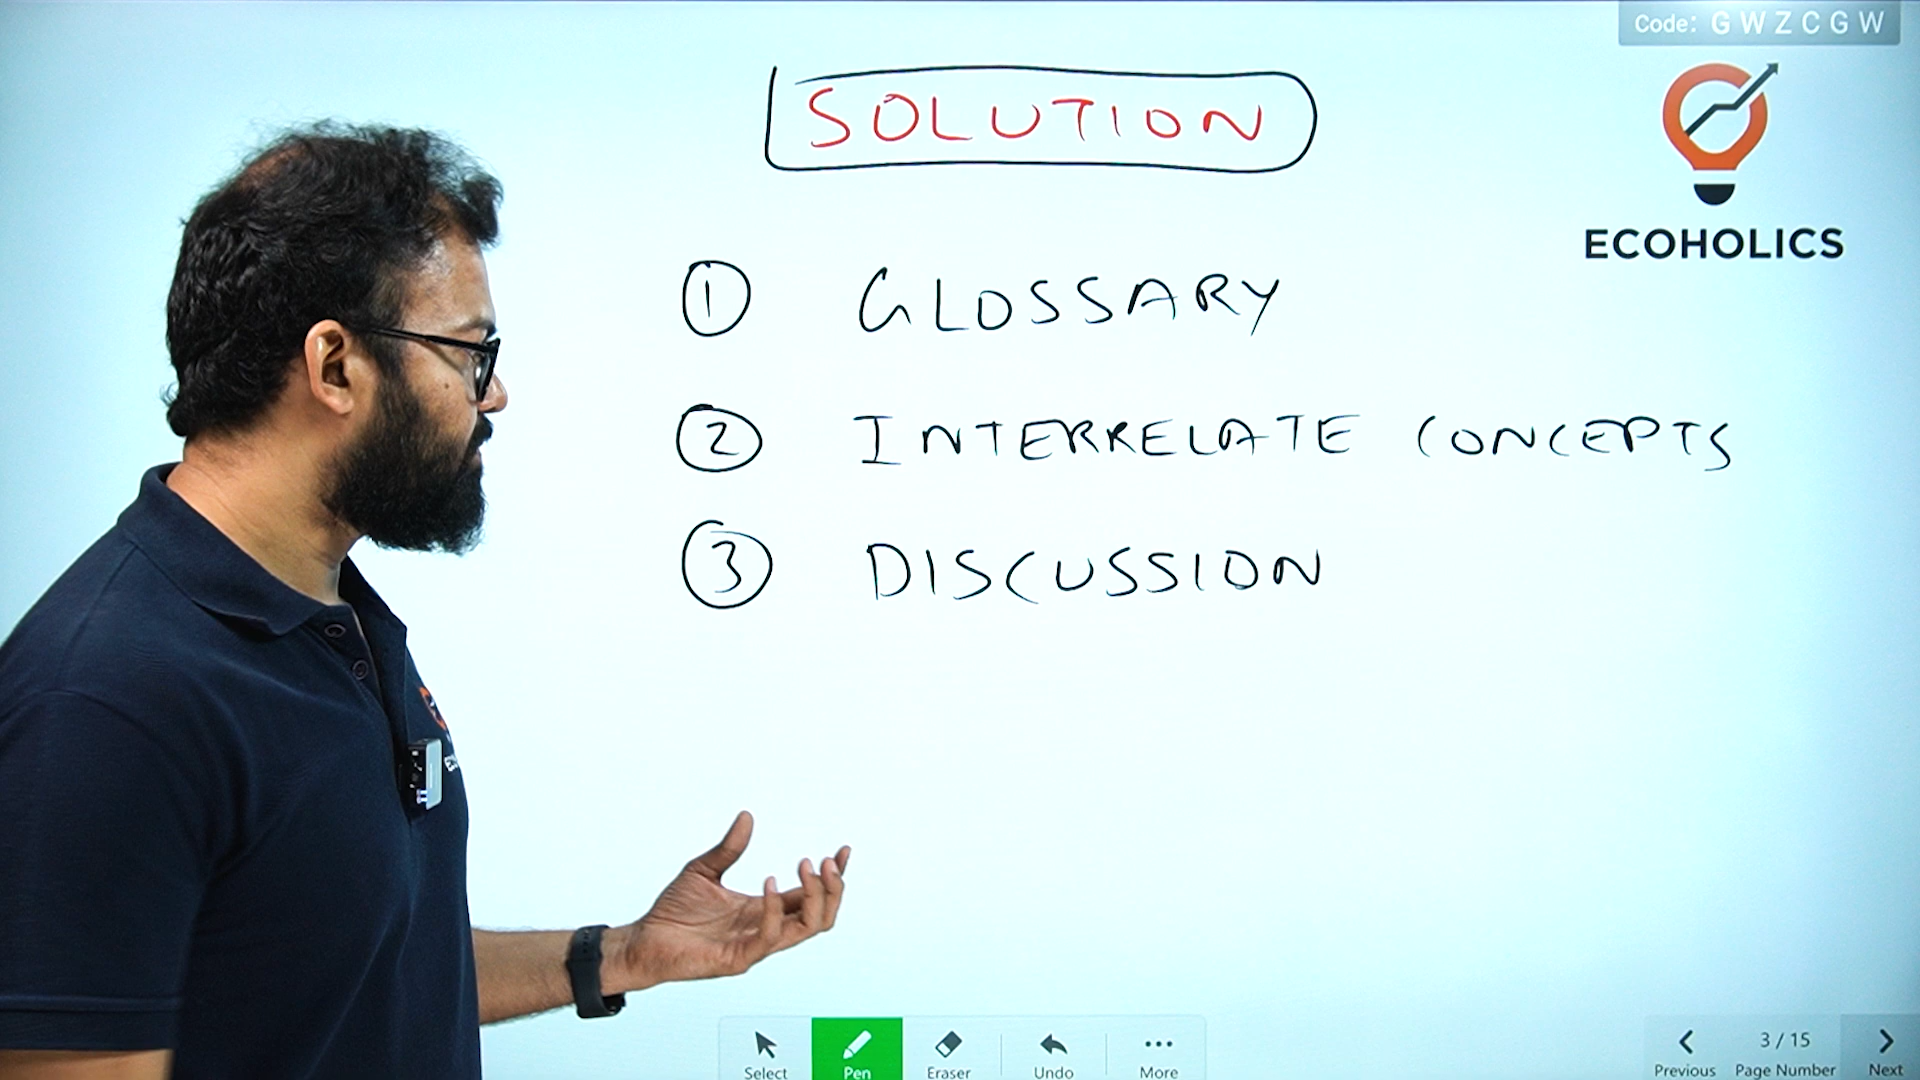 Code: G W Z C G W
SOLUTION
ECOHOLICS
1 GLOSSARY
2 INTERRELATE CONCEPTS
3 DISCUSSION
Select Pen Eraser Undo More
3 / 15
Previous Page Number Next